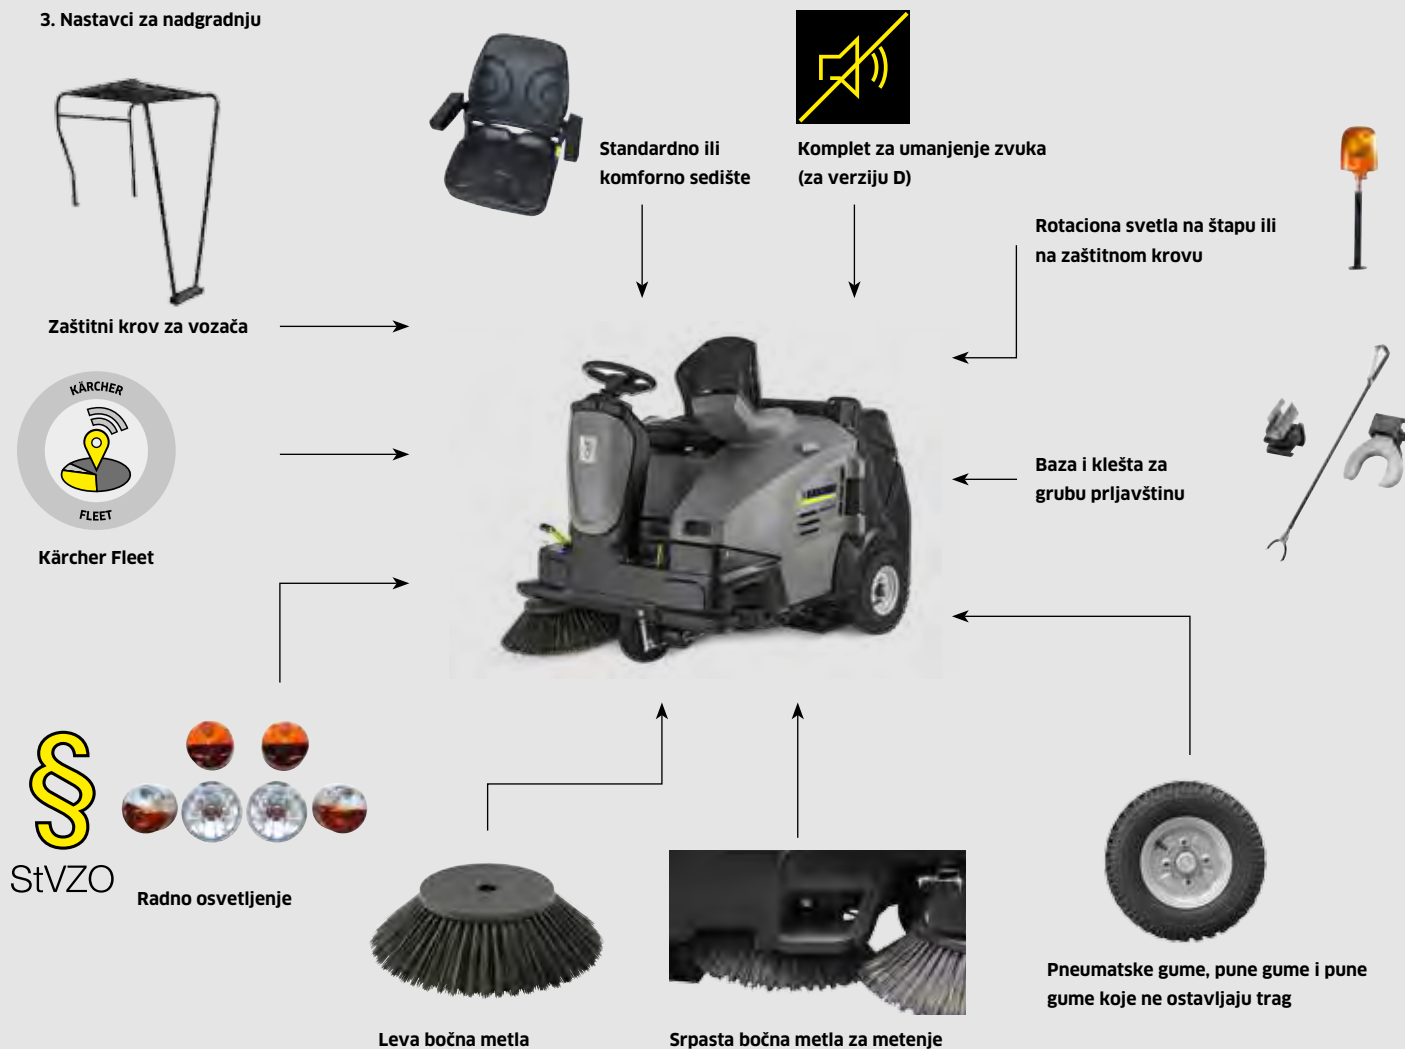 3. Nastavci za nadgradnju
Standardno ili
komforno sedište
Komplet za umanjenje zvuka
(za verziju D)
Rotaciona svetla na štapu ili
na zaštitnom krovu
Zaštitni krov za vozača
KÄRCHER
FLEET
Kärcher Fleet
Baza i klešta za
grubu prljavštinu
KÄRCHER
StVZO
Radno osvetljenje
Pneumatske gume, pune gume i pune
gume koje ne ostavljaju trag
Leva bočna metla
Srpasta bočna metla za metenje